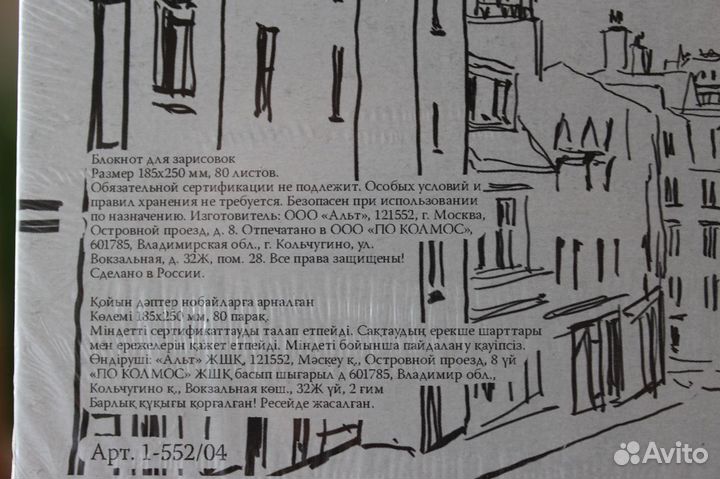 Блокнот для зарисовок
Размер 185х250 мм, 80 листов.
Обязательной сертификации не подлежит. Особых условий и
правил хранения не требуется. Безопасен при использовании
по назначению. Изготовитель: ООО «Альт», 121552, г. Москва,
Островной проезд, д. 8. Отпечатано в ООО «ПО КОЛМОС»,
601785, Владимирская обл., г. Кольчугино, ул.
Вокзальная, д. 32Ж, пом. 28. Все права защищены!
Сделано в России.
Қойын дәптер нобайларға арналған
Көлемі 185х250 мм, 80 парақ.
Міндетті сертификаттауды талап етпейді. Сақтаудың ерекше шарттары
мен ережелерін қажет етпейді. Міндеті бойынша пайдалану қауіпсіз.
Өндіруші: «Альт» ЖШҚ, 121552, Мәскеу қ., Островной проезд, 8 үй
«ПО КОЛМОС» ЖШҚ басып шығарыл д 601785, Владимир обл.,
Кольчугино қ., Вокзальная көш., 32Ж үй, 2 ғим
Барлық құқығы қорғалған! Ресейде жасалған.
Арт. 1-552/04
Avito